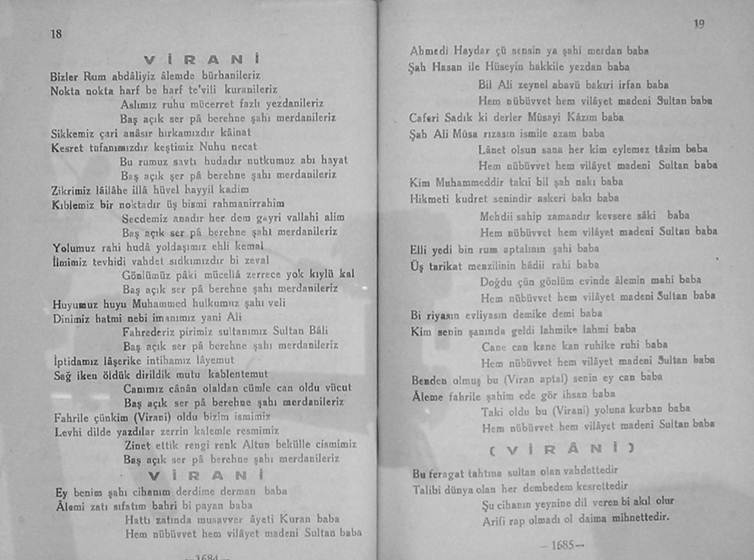 18
VİRANİ
Bizler Rum abdâliyiz âlemde bürhanileriz
Nokta nokta harf be harf te'vili kuranileriz
Aslımız ruhu mücerret fazlı yezdanileriz
Baş açık ser pâ berehne şahı merdanileriz
Sikkemiz çari anâsır hırkamızdır kâinat
Kesret tufanımızdır keştimiz Nuhu necat
Bu rumuz savtı hudadır nutkumuz abı hayat
Baş açık şer pâ berehne şahı merdanileriz
Zikrimiz lâilâhe illâ hüvel hayyil kadim
Kıblemiz bir noktadır üş bismi rahmanirrahim
Secdemiz anadır her dem gayri vallahi alim
Baş açık ser pâ berehne şahı merdanileriz
Yolumuz rahi hudâ yoldaşımız ehli kemal
İlmimiz tevhidi vahdet sıdkımızdır bi zeval
Gönlümüz pâki mücellâ zerrece yok kıylü kal
Baş açık ser pâ berehne şahı merdanileriz
Huyumuz huyu Muhammed hulkumuz şahı veli
Dinimiz hatmi nebi imanımız yani Ali
Fahrederiz pirimiz sultanımız Sultan Bâli
Baş açık ser pâ berehne şahı merdanileriz
İptidamız lâşerike intihamız lâyemut
Sağ iken öldük dirildik mutu kablentemut
Canımız cânân olaldan cümle can oldu vücut
Baş açık ser pâ berehne şahı merdanileriz
Fahrile çünkim (Virani) oldu bizim ismimiz
Levhi dilde yazdılar zerrin kalemle resmimiz
Zinet ettik rengi renk Altun bekülle cismimiz
Baş açık ser pâ berehne şahı merdanileriz
VİRANİ
Ey benim şahı cihanım derdime derman baba
Âlemi zatı sıfatım bahri bi payan baba
Hattı zatında musavver âyeti Kuran baba
Hem nübüvvet hem vilâyet madeni Sultan baba
—1684—
19
Ahmedi Haydar çü sensin ya şahi merdan baba
Şah Hasan ile Hüseyin hakkile yezdan baba
Bil Ali zeynel abavü bakıri irfan baba
Hem nübüvvet hem vilâyet madeni Sultan baba
Caferi Sadık ki derler Müsayi Kâzım baba
Şah Ali Müsa rızasın ismile azam baba
Lânet olsun sana her kim eylemez tâzim baba
Hem nübüvvet hem vilâyet madeni Sultan baba
Kim Muhammeddir takıi bil şah nakı baba
Hikmeti kudret senindir askeri bakı baba
Mehdii sahip zamandır kevsere sâki baba
Hem nübüvvet hem vilâyet madeni Sultan baba
Elli yedi bin rum aptalının şahi baba
Üş tarikat menzilinin hâdii rahi baba
Doğdu çün gönlüm evinde âlemin mahi baba
Hem nübüvvet hem vilâyet madeni Sultan baba
Bi riyasın evliyasın demike demi baba
Kim senin şanında geldi lahmike lahmi baba
Cane can kane kan ruhike ruhi baba
Hem nübüvvet hem vilâyet madeni Sultan baba
Benden olmuş bu (Viran aptal) senin ey can baba
Âleme fahrile şahim ede gör ihsan baba
Taki oldu bu (Virani) yoluna kurban baba
Hem nübüvvet hem vilâyet madeni Sultan baba
( VİRÂNİ )
Bu feragat tahtına sultan olan vahdettedir
Talibi dünya olan her dembedem kesrettedir
Şu cihanın yeynine dil veren bi akıl olur
Arifi rap olmadı ol daima mihnettedir.
—1685—